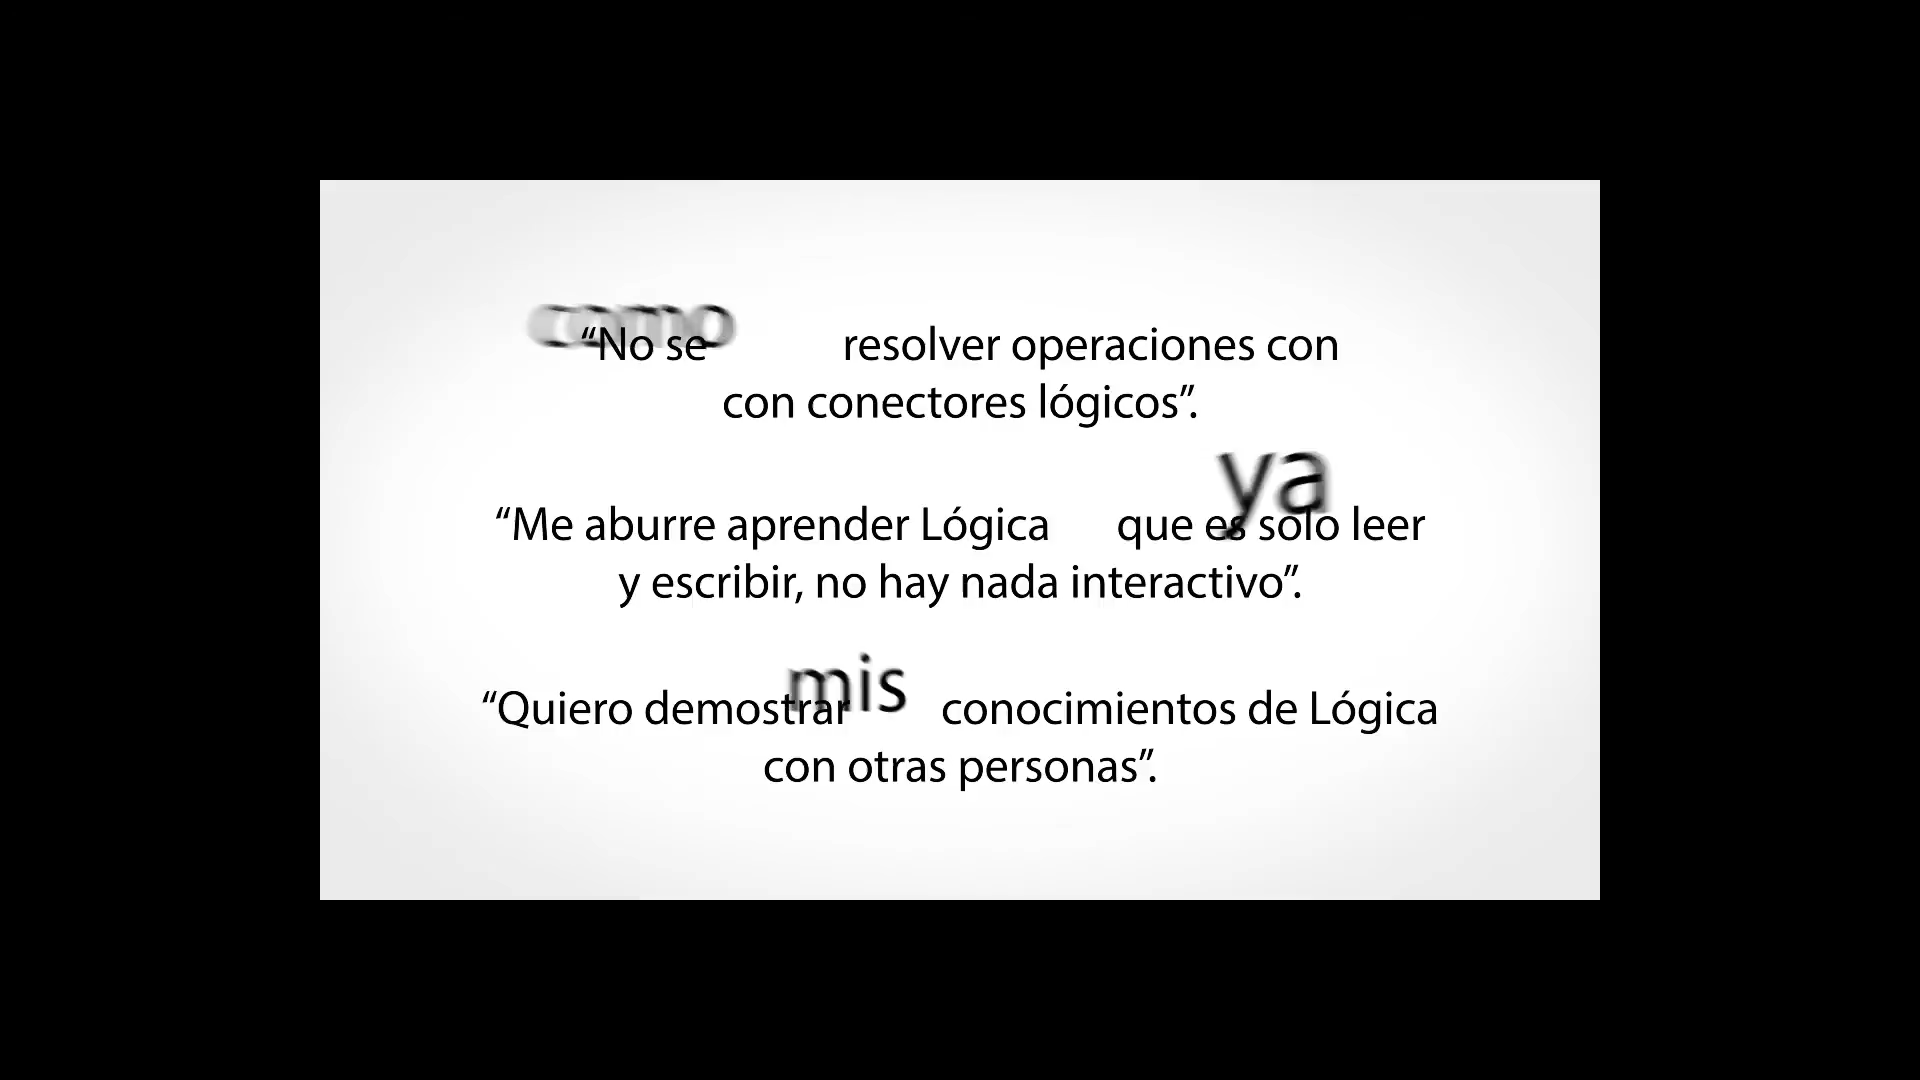 como
“No se resolver operaciones con
con conectores lógicos”.
ya
“Me aburre aprender Lógica que es solo leer
y escribir, no hay nada interactivo”.
mis
“Quiero demostrar conocimientos de Lógica
con otras personas”.